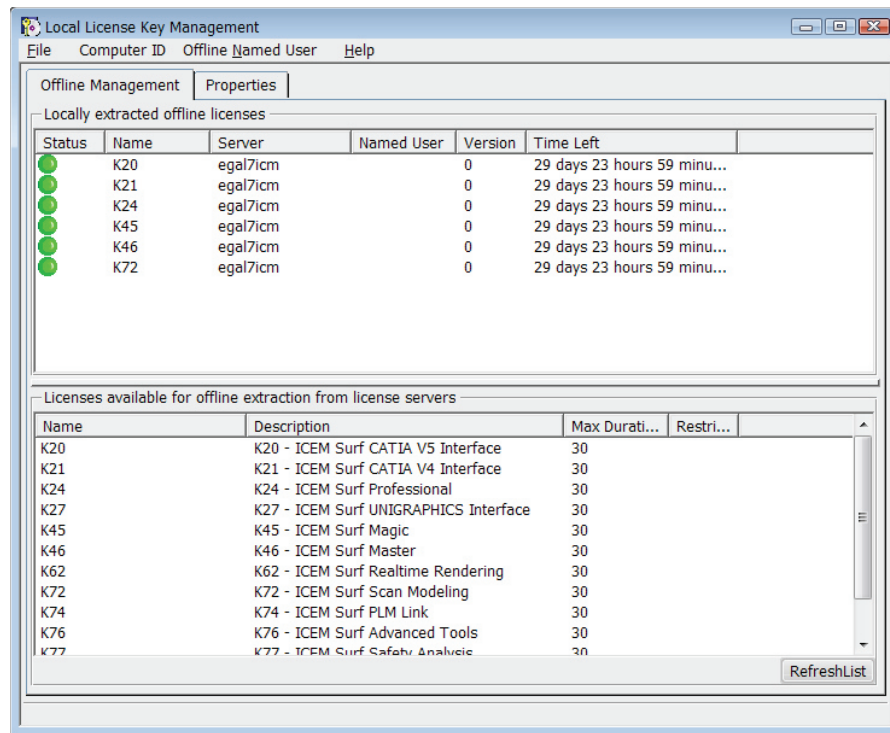 Local License Key Management
File Computer ID Offline Named User Help
Offline Management Properties
Locally extracted offline licenses
Status Name Server Named User Version Time Left
K20 egal7icm 0 29 days 23 hours 59 minu...
K21 egal7icm 0 29 days 23 hours 59 minu...
K24 egal7icm 0 29 days 23 hours 59 minu...
K45 egal7icm 0 29 days 23 hours 59 minu...
K46 egal7icm 0 29 days 23 hours 59 minu...
K72 egal7icm 0 29 days 23 hours 59 minu...
Licenses available for offline extraction from license servers
Name Description Max Durati... Restri...
K20 K20 - ICEM Surf CATIA V5 Interface 30
K21 K21 - ICEM Surf CATIA V4 Interface 30
K24 K24 - ICEM Surf Professional 30
K27 K27 - ICEM Surf UNIGRAPHICS Interface 30
K45 K45 - ICEM Surf Magic 30
K46 K46 - ICEM Surf Master 30
K62 K62 - ICEM Surf Realtime Rendering 30
K72 K72 - ICEM Surf Scan Modeling 30
K74 K74 - ICEM Surf PLM Link 30
K76 K76 - ICEM Surf Advanced Tools 30
K77 K77 - ICEM Surf Safety Analysis 30
RefreshList